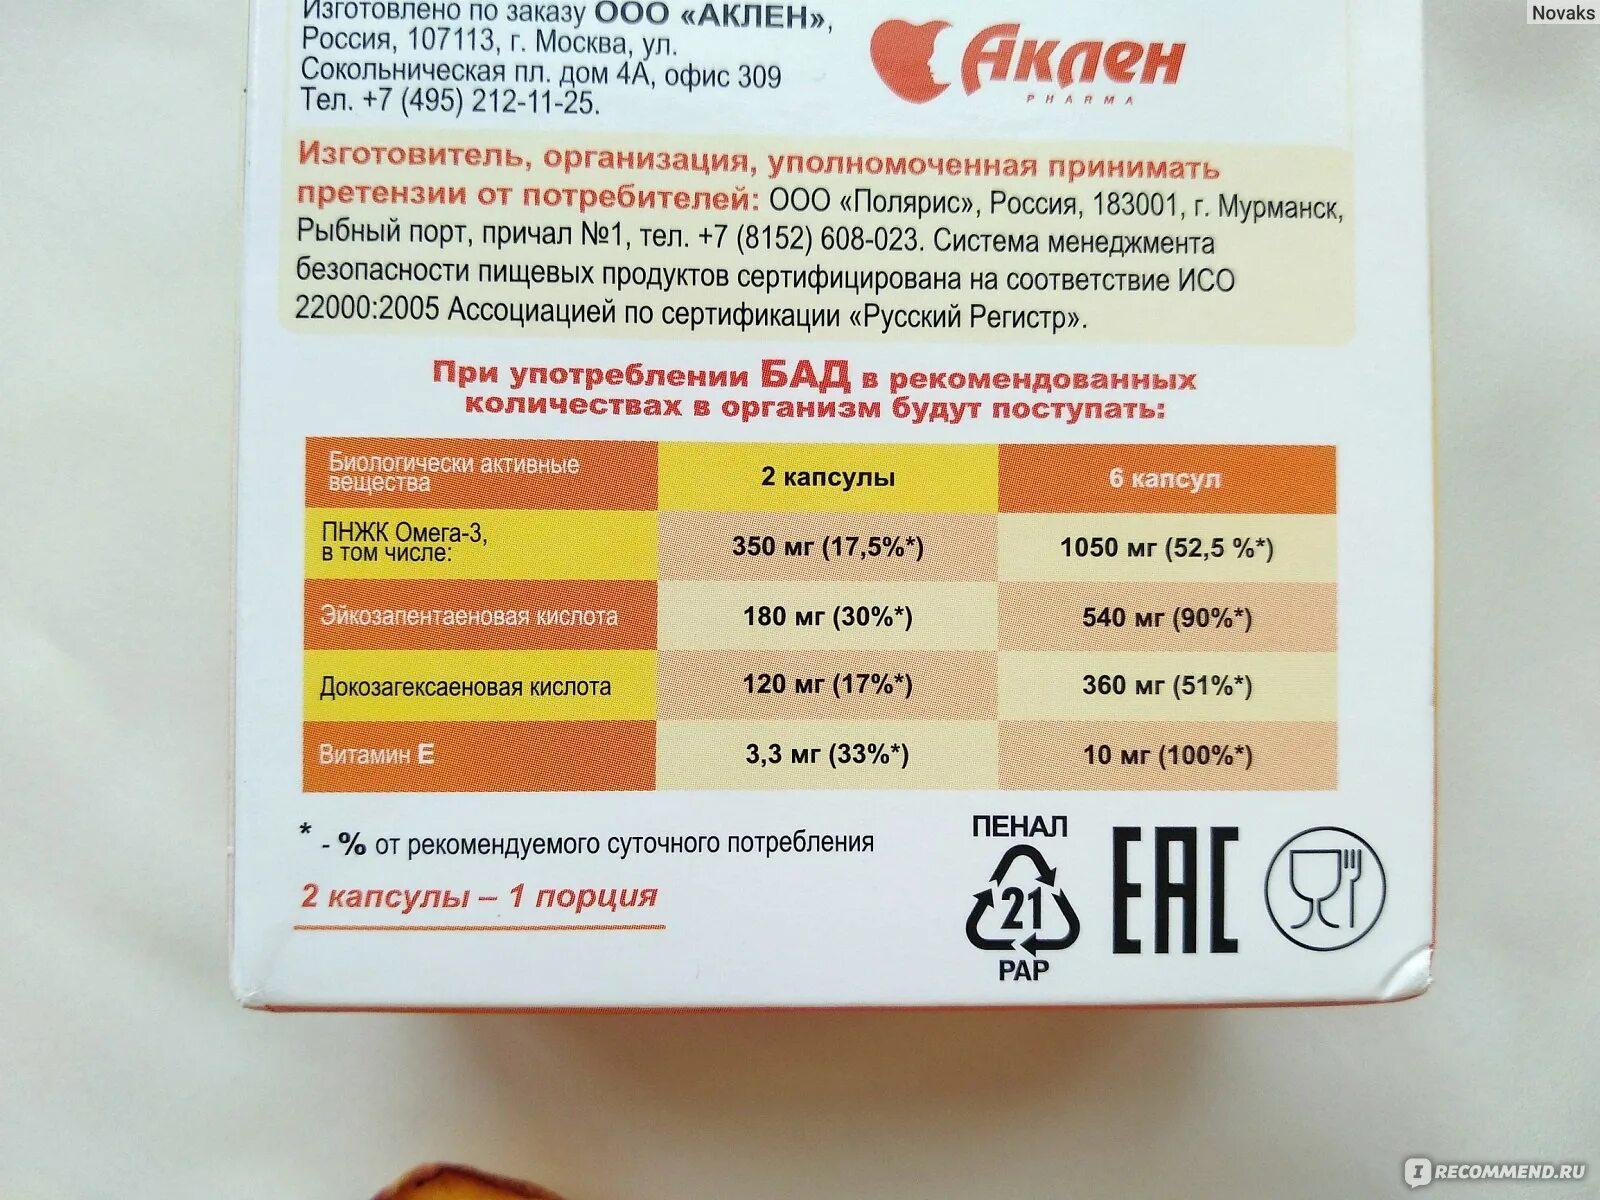 Novaks
Изготовлено по заказу ООО «АКЛЕН»,
Россия, 107113, г. Москва, ул.
Сокольническая пл. дом 4А, офис 309
Тел. +7 (495) 212-11-25.
Аклен
PHARMA
Изготовитель, организация, уполномоченная принимать
претензии от потребителей: ООО «Полярис», Россия, 183001, г. Мурманск,
Рыбный порт, причал №1, тел. +7 (8152) 608-023. Система менеджмента
безопасности пищевых продуктов сертифицирована на соответствие ИСО
22000:2005 Ассоциацией по сертификации «Русский Регистр».
При употреблении БАД в рекомендованных
количествах в организм будут поступать:
Биологически активные
вещества
2 капсулы
6 капсул
ПНЖК Омега-3,
в том числе:
350 мг (17,5%*)
1050 мг (52,5 %*)
Эйкозапентаеновая кислота
180 мг (30%*)
540 мг (90%*)
Докозагексаеновая кислота
120 мг (17%*)
360 мг (51%*)
Витамин Е
3,3 мг (33%*)
10 мг (100%*)
* - % от рекомендуемого суточного потребления
2 капсулы – 1 порция
ПЕНАЛ
21
PAP
EAC
IRECOMMEND.RU